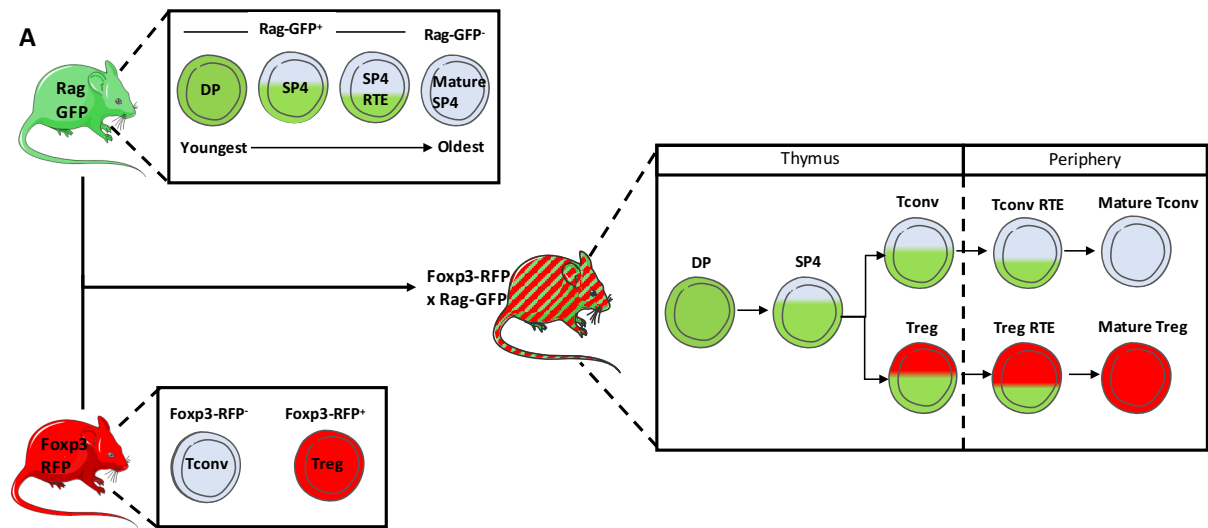 A
Rag
GFP
Rag-GFP⁺
Rag-GFP⁻
DP
SP4
SP4
RTE
Mature
SP4
Youngest
Oldest
Foxp3
RFP
Foxp3-RFP⁻
Foxp3-RFP⁺
Tconv
Treg
Foxp3-RFP
x Rag-GFP
Thymus
Periphery
DP
SP4
Tconv
Tconv RTE
Mature Tconv
Treg
Treg RTE
Mature Treg